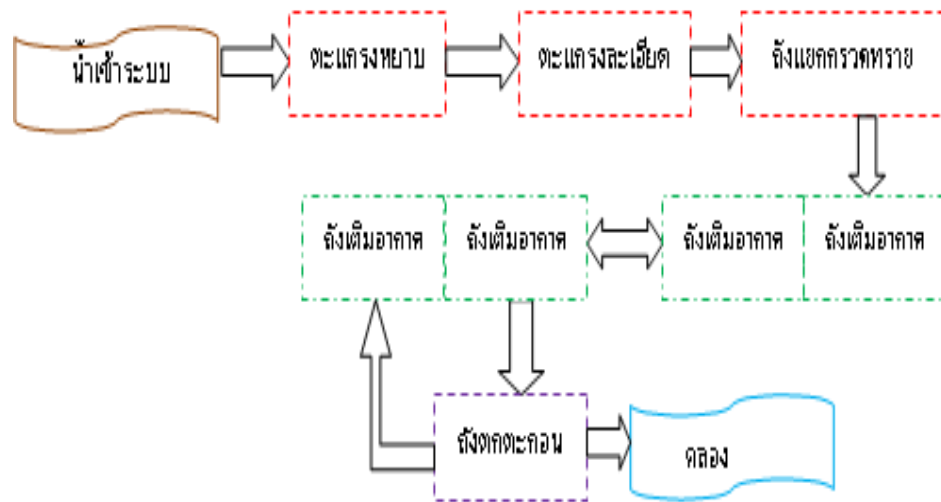 น้ำเข้าระบบ
ตะแกรงหยาบ
ตะแกรงละเอียด
ถังแยกกรวดทราย
ถังเติมอากาศ
ถังเติมอากาศ
ถังเติมอากาศ
ถังเติมอากาศ
ถังตกตะกอน
คลอง